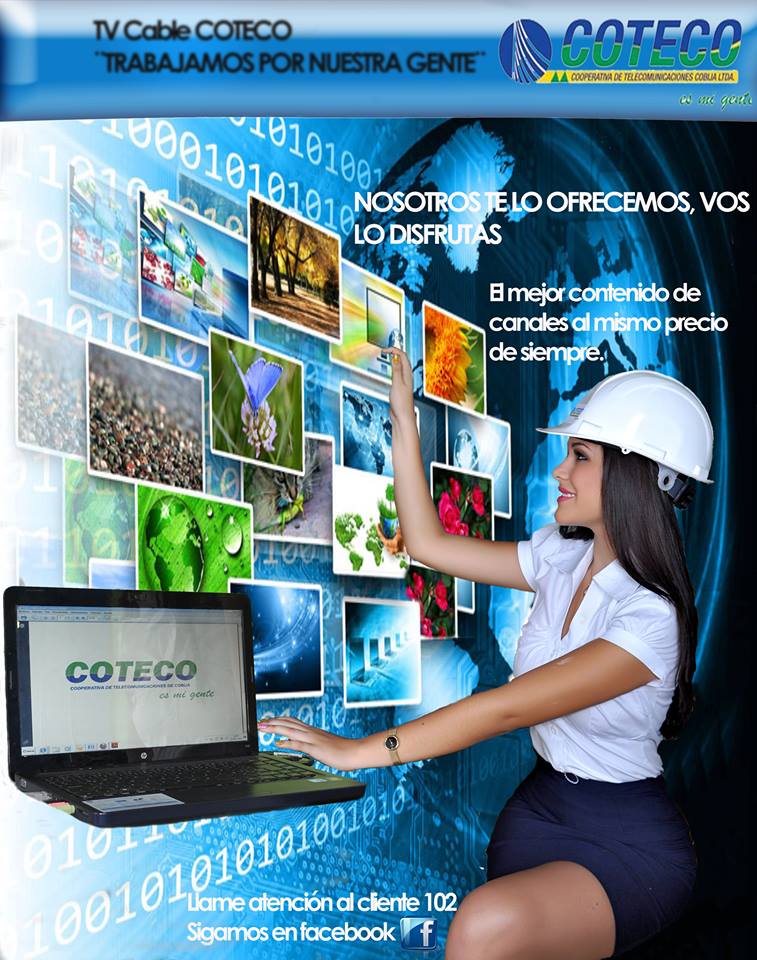 TV Cable COTECO
¨TRABAJAMOS POR NUESTRA GENTE¨
COTECO
COOPERATIVA DE TELECOMUNICACIONES COBIJA LTDA.
es mi gente
NOSOTROS TE LO OFRECEMOS, VOS
LO DISFRUTAS
El mejor contenido de
canales al mismo precio
de siempre.
COTECO
COOPERATIVA DE TELECOMUNICACIONES DE COBIJA
es mi gente
hp
Llame atención al cliente 102
Sigamos en facebook f